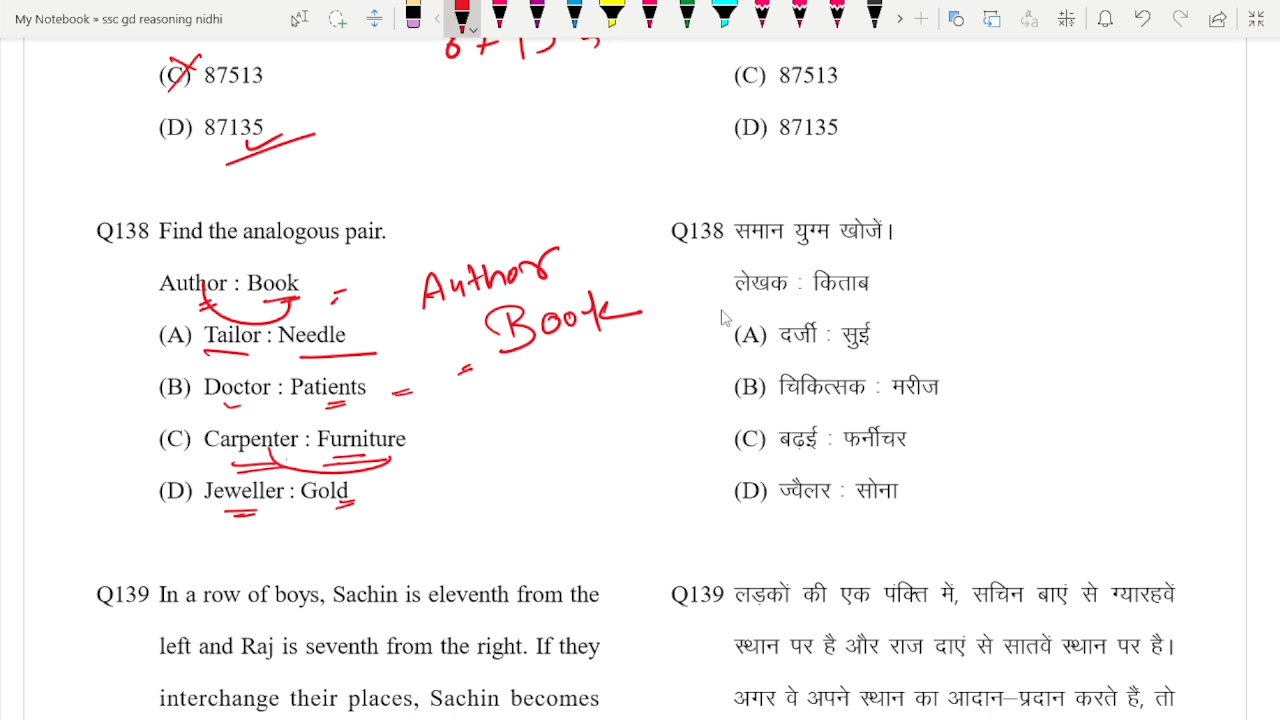 My Notebook » ssc gd reasoning nidhi
(C) 87513
(D) 87135
Q138 Find the analogous pair.
Author : Book
(A) Tailor : Needle
(B) Doctor : Patients
(C) Carpenter : Furniture
(D) Jeweller : Gold
Author
Book
Q139 In a row of boys, Sachin is eleventh from the
left and Raj is seventh from the right. If they
interchange their places, Sachin becomes
(C) 87513
(D) 87135
Q138 समान युग्म खोजें।
लेखक : किताब
(A) दर्जी : सुई
(B) चिकित्सक : मरीज
(C) बढ़ई : फर्नीचर
(D) ज्वैलर : सोना
Q139 लड़कों की एक पंक्ति में, सचिन बाएं से ग्यारहवें
स्थान पर है और राज दाएं से सातवें स्थान पर है।
अगर वे अपने स्थान का आदान–प्रदान करते हैं, तो